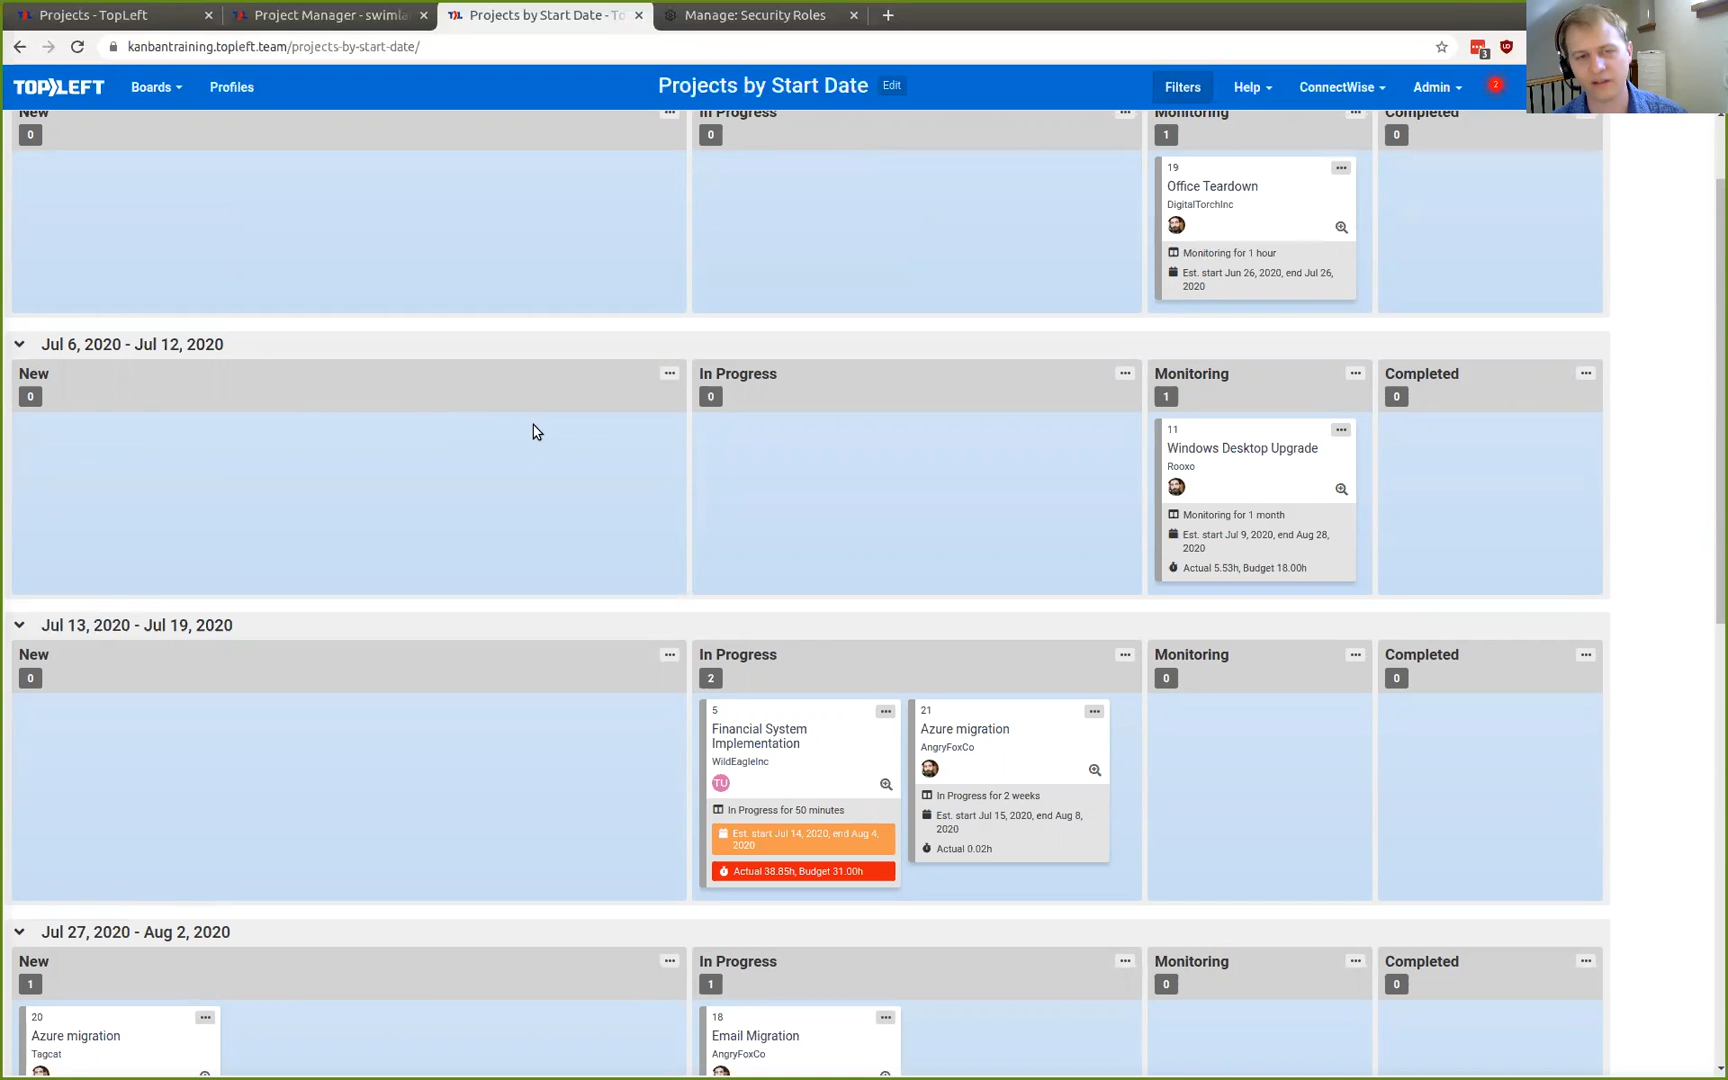 Projects - TopLeft
Project Manager - swimla
Projects by Start Date - To
Manage: Security Roles
kanbantraining.topleft.team/projects-by-start-date/
3
TOP LEFT
Boards
Profiles
Projects by Start Date
Edit
Filters
Help
ConnectWise
Admin
2
New
In Progress
Monitoring
Completed
0
0
1
0
19
Office Teardown
DigitalTorchInc
Monitoring for 1 hour
Est. start Jun 26, 2020, end Jul 26,
2020
Jul 6, 2020 - Jul 12, 2020
New
In Progress
Monitoring
Completed
0
0
1
0
11
Windows Desktop Upgrade
Rooxo
Monitoring for 1 month
Est. start Jul 9, 2020, end Aug 28,
2020
Actual 5.53h, Budget 18.00h
Jul 13, 2020 - Jul 19, 2020
New
In Progress
Monitoring
Completed
0
2
0
0
5
Financial System
Implementation
WildEagleInc
TU
In Progress for 50 minutes
Est. start Jul 14, 2020, end Aug 4,
2020
Actual 38.85h, Budget 31.00h
21
Azure migration
AngryFoxCo
In Progress for 2 weeks
Est. start Jul 15, 2020, end Aug 8,
2020
Actual 0.02h
Jul 27, 2020 - Aug 2, 2020
New
In Progress
Monitoring
Completed
1
1
0
0
20
Azure migration
Tagcat
18
Email Migration
AngryFoxCo